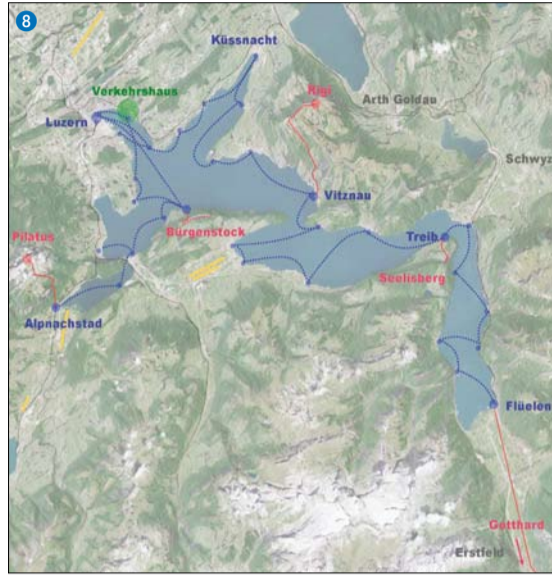 8
Küssnacht
Verkehrshaus
Rigi
Arth Goldau
Luzern
Schwyz
Vitznau
Bürgenstock
Treib
Pilatus
Seelisberg
Alpnachstad
Flüelen
Gotthard
Erstfeld